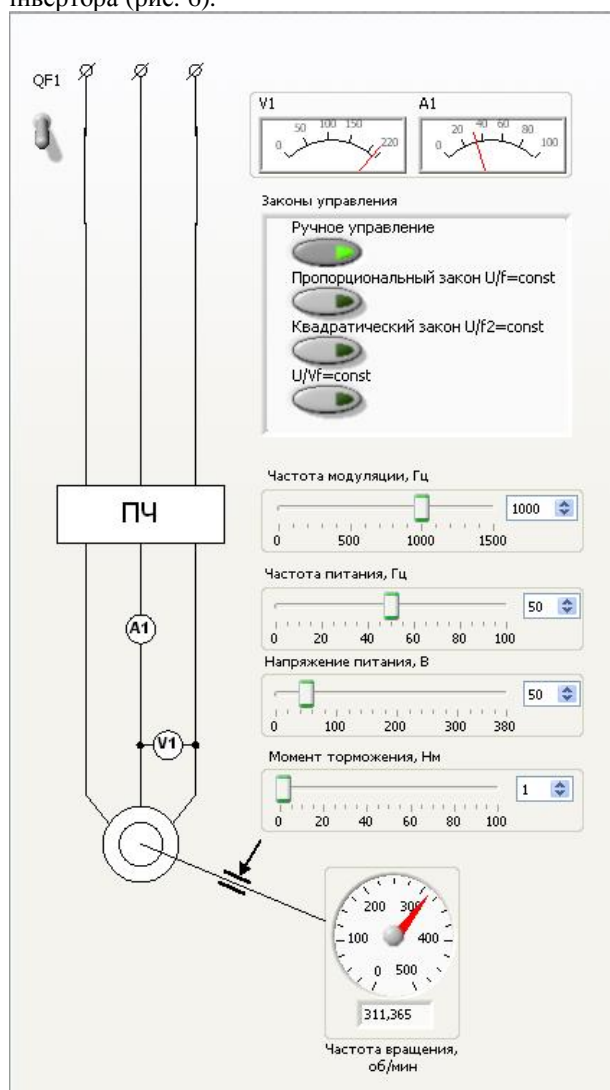 інвертора (рис. 6).
QF1
V1
A1
0 50 100 150 220
0 20 40 60 80 100
Законы управления
Ручное управление
Пропорциональный закон U/f=const
Квадратический закон U/f2=const
U/Vf=const
ПЧ
Частота модуляции, Гц
1000
0 500 1000 1500
Частота питания, Гц
50
0 20 40 60 80 100
A1
Напряжение питания, В
50
0 100 200 300 380
V1
Момент торможения, Нм
1
0 20 40 60 80 100
0 100 200 300 400 500
311,365
Частота вращения,
об/мин